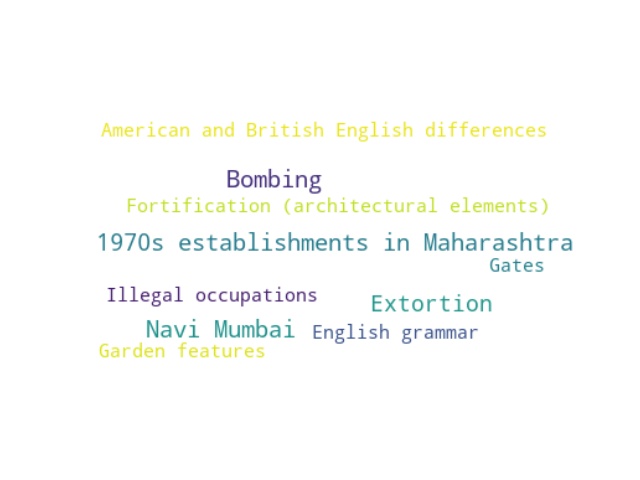 American and British English differences
Bombing
Fortification (architectural elements)
1970s establishments in Maharashtra
Gates
Illegal occupations
Extortion
Navi Mumbai
English grammar
Garden features